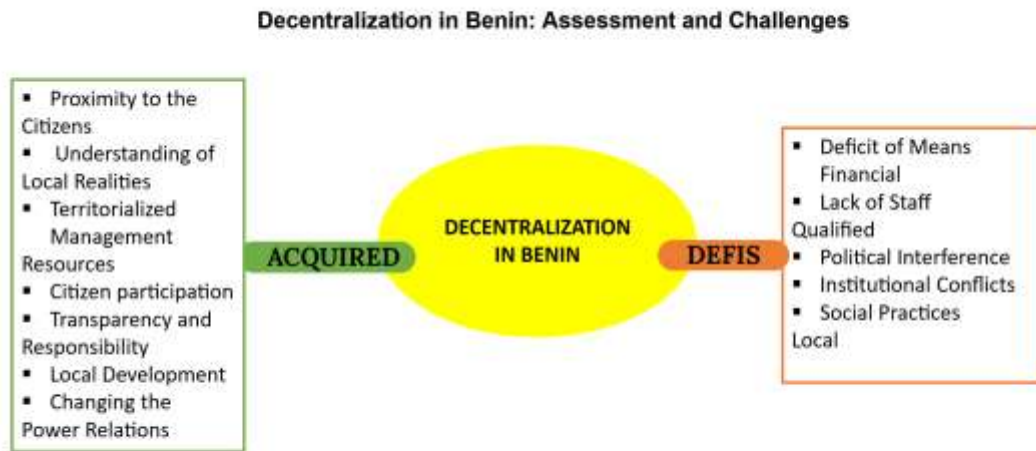 Decentralization in Benin: Assessment and Challenges
▪ Proximity to the
Citizens
▪ Understanding of
Local Realities
▪ Territorialized
Management
Resources
▪ Citizen participation
▪ Transparency and
Responsibility
▪ Local Development
▪ Changing the
Power Relations
ACQUIRED
DECENTRALIZATION
IN BENIN
DEFIS
▪ Deficit of Means
Financial
▪ Lack of Staff
Qualified
▪ Political Interference
▪ Institutional Conflicts
▪ Social Practices
Local